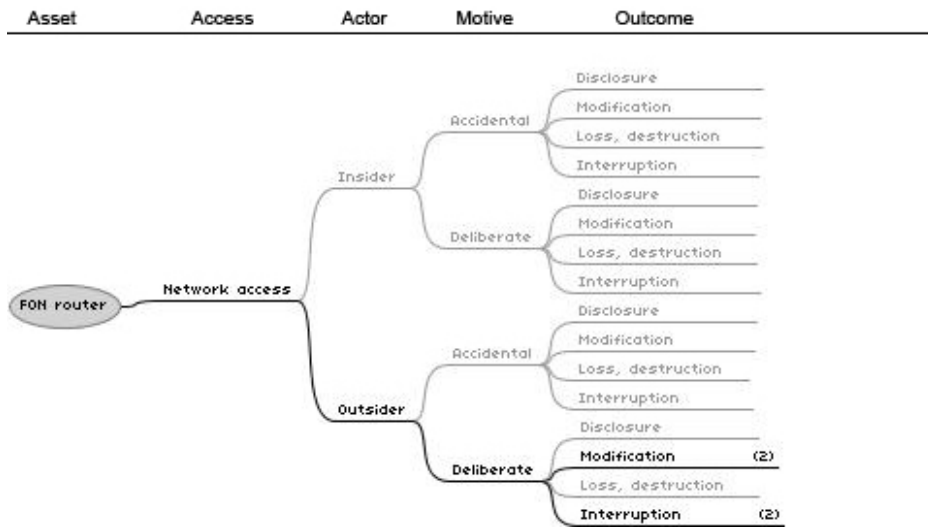 Asset Access Actor Motive Outcome
Disclosure
Modification
Accidental
Loss, destruction
Interruption
Insider
Disclosure
Modification
Deliberate
Loss, destruction
Interruption
FON router
Network access
Disclosure
Modification
Accidental
Loss, destruction
Interruption
Outsider
Disclosure
Modification (2)
Deliberate
Loss, destruction
Interruption (2)